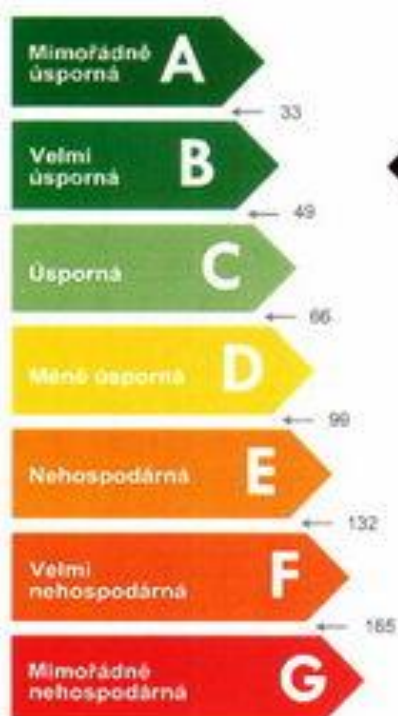 Mimořádně
úsporná A
33
Velmi
úsporná B
49
Úsporná C
66
Méně úsporná D
99
Nehospodárná E
132
Velmi
nehospodárná F
165
Mimořádně
nehospodárná G